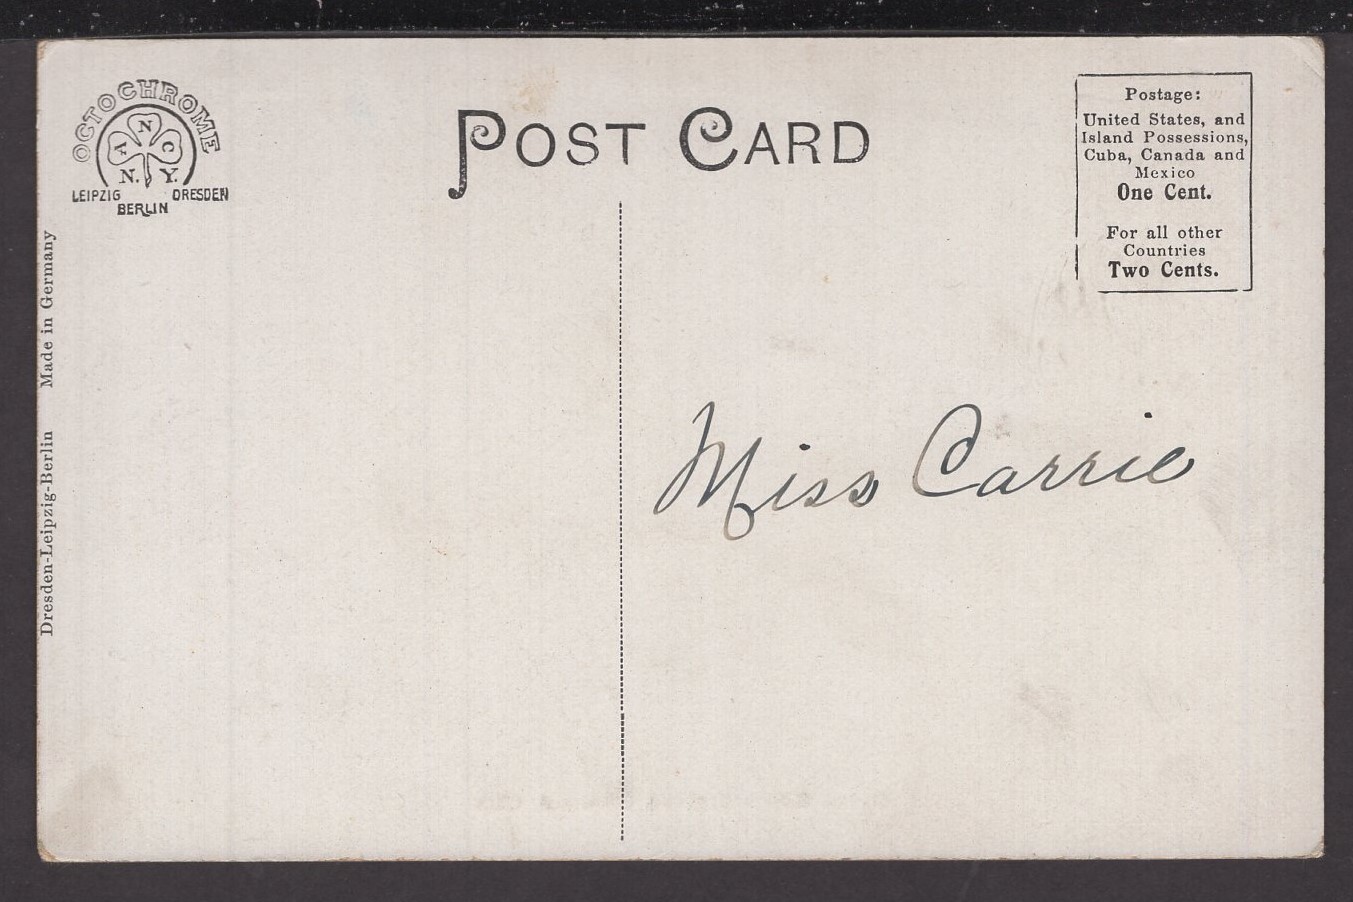 OCTOCHROME
A N C
N. Y.
LEIPZIG DRESDEN
BERLIN
POST CARD
Postage:
United States, and
Island Possessions,
Cuba, Canada and
Mexico
One Cent.
For all other
Countries
Two Cents.
Dresden-Leipzig-Berlin Made in Germany
Miss Carrie